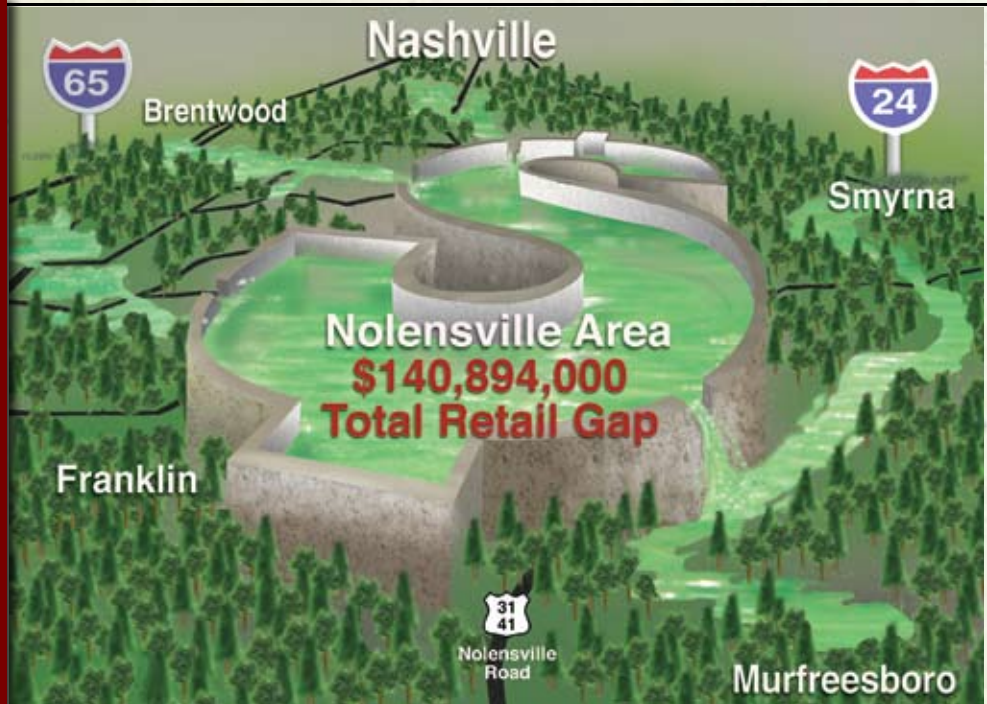 Nashville
65
Brentwood
24
Smyrna
Nolensville Area
$140,894,000
Total Retail Gap
Franklin
31
41
Nolensville
Road
Murfreesboro